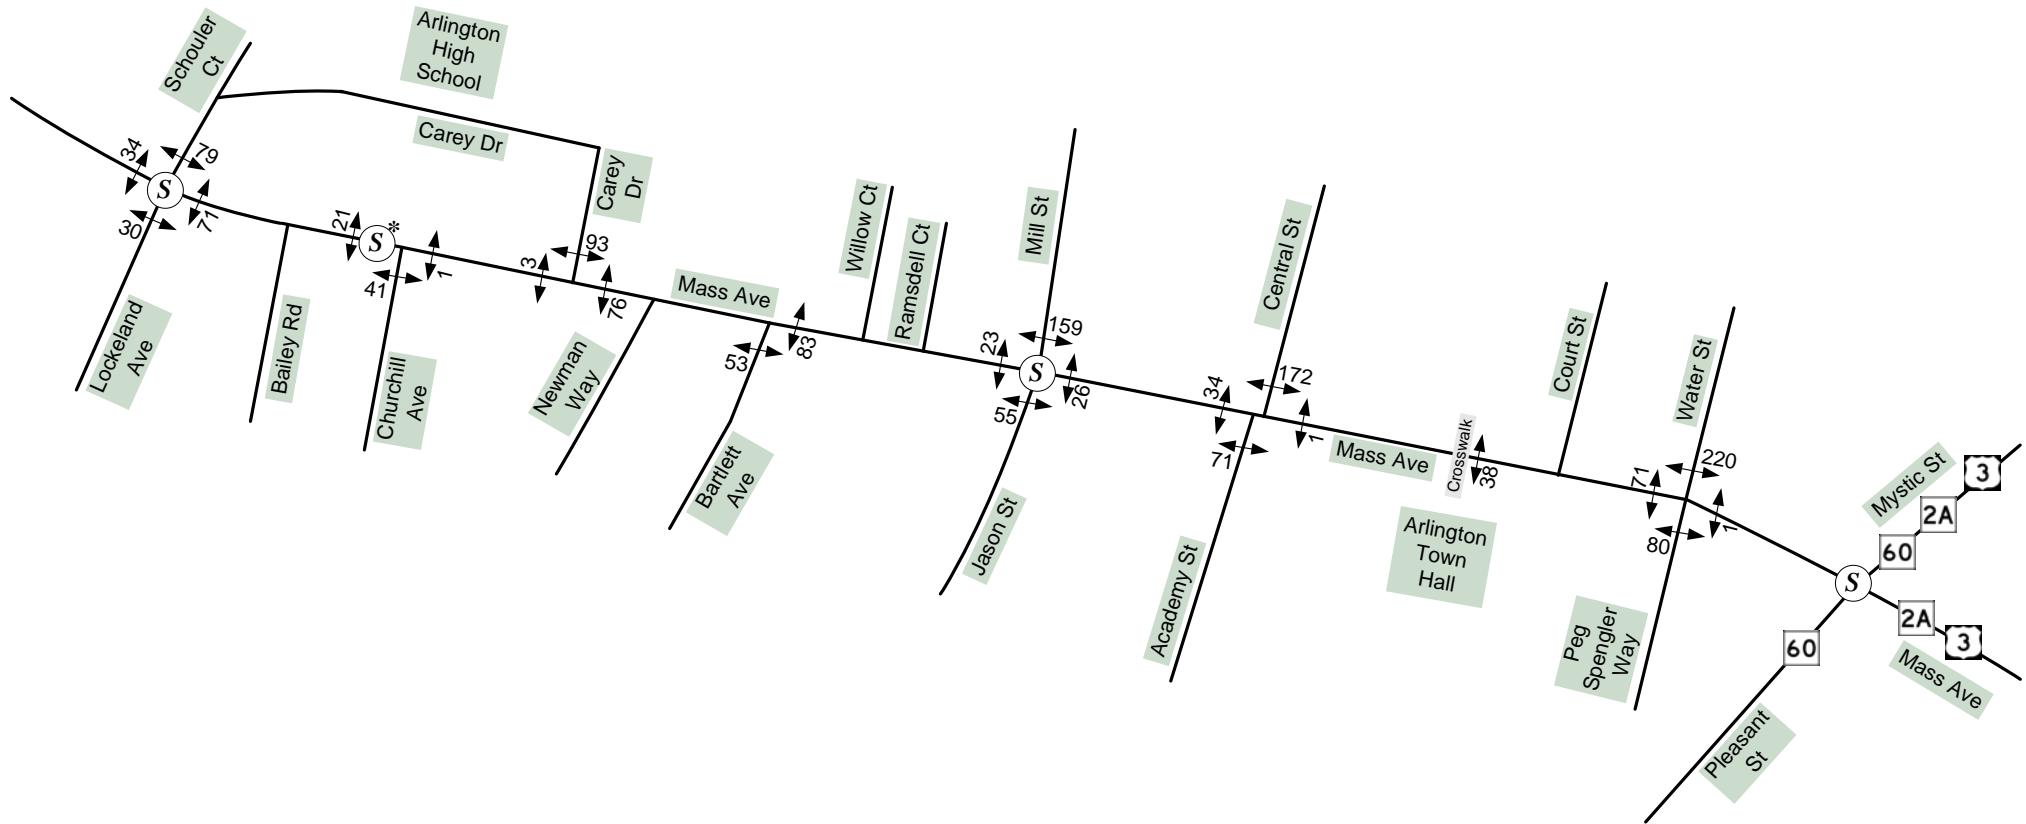 Schouler
Ct
Arlington
High
School
Carey Dr
Carey
Dr
34
79
S
30
71
21
S
*
41
1
3
93
76
Lockeland
Ave
Bailey Rd
Churchill
Ave
Newman
Way
Mass Ave
53
83
Bartlett
Ave
Willow Ct
Ramsdell Ct
Mill St
23
159
S
55
26
Jason St
Central St
34
172
71
1
Academy St
Mass Ave
Crosswalk
38
Arlington
Town
Hall
Court St
Water St
71
220
80
1
Peg
Spengler
Way
Mystic St
3
2A
60
S
2A
3
60
Mass Ave
Pleasant
St